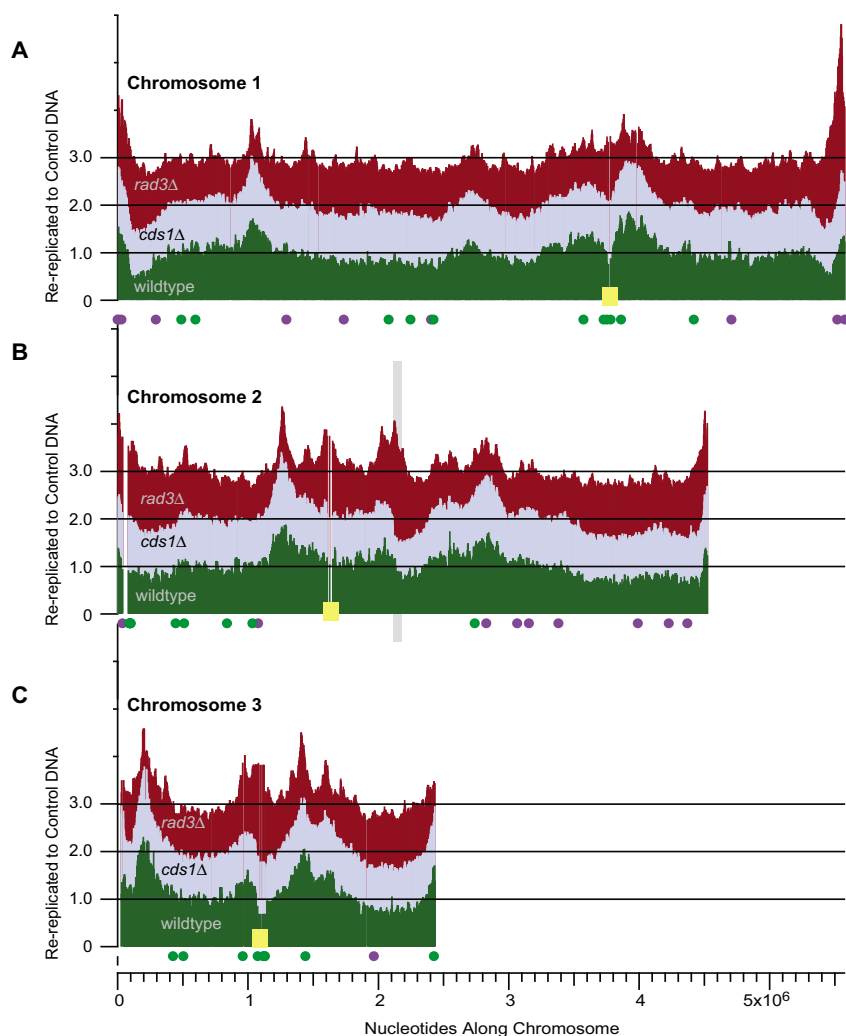 A
Chromosome 1
Re-replicated to Control DNA
3.0
2.0
1.0
0
rad3Δ
cds1Δ
wildtype
B
Chromosome 2
Re-replicated to Control DNA
3.0
2.0
1.0
0
rad3Δ
cds1Δ
wildtype
C
Chromosome 3
Re-replicated to Control DNA
3.0
2.0
1.0
0
rad3Δ
cds1Δ
wildtype
0 1 2 3 4 5x10⁶
Nucleotides Along Chromosome